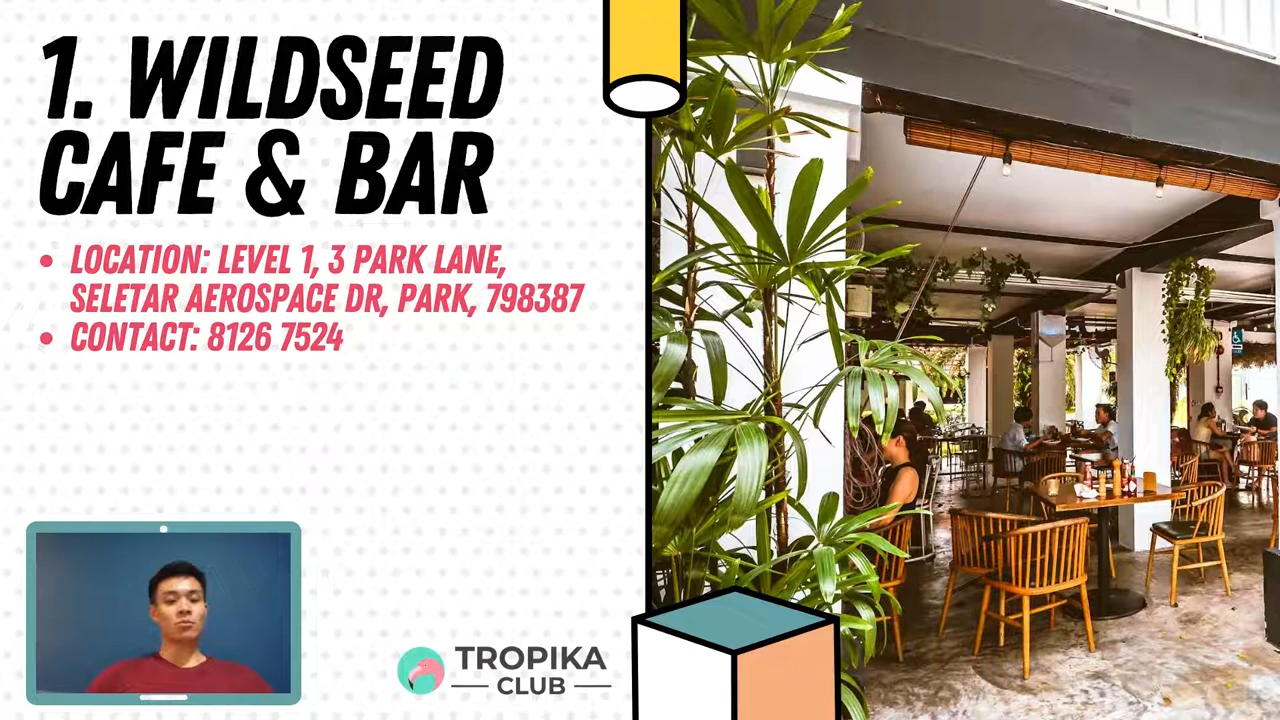 1. WILDSEED
CAFE & BAR
• LOCATION: LEVEL 1, 3 PARK LANE,
SELETAR AEROSPACE DR, PARK, 798387
• CONTACT: 8126 7524
TROPIKA
CLUB